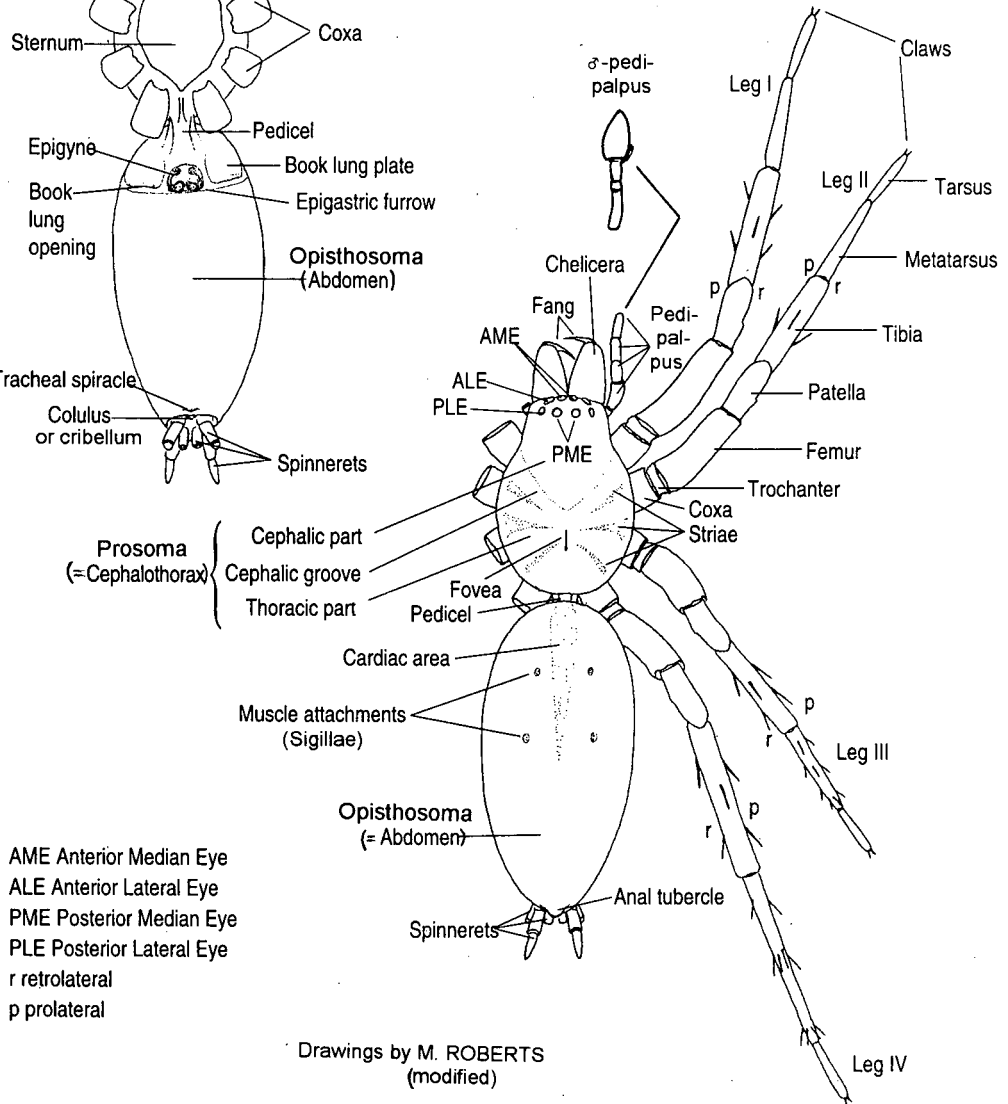 Sternum
Coxa
Pedicel
Epigyne
Book lung plate
Book
lung
opening
Epigastric furrow
Opisthosoma
(Abdomen)
Tracheal spiracle
Colulus
or cribellum
Spinnerets
♂-pedi-
palpus
Leg I
Claws
Leg II
Tarsus
Metatarsus
p
r
p
r
Tibia
Patella
Femur
Trochanter
Coxa
Striae
Chelicera
Fang
Pedi-
pal-
pus
AME
ALE
PLE
PME
Prosoma
(=Cephalothorax)
Cephalic part
Cephalic groove
Thoracic part
Fovea
Pedicel
Cardiac area
Muscle attachments
(Sigillae)
p
r
Leg III
Opisthosoma
(= Abdomen)
p
r
Anal tubercle
Spinnerets
Leg IV
AME Anterior Median Eye
ALE Anterior Lateral Eye
PME Posterior Median Eye
PLE Posterior Lateral Eye
r retrolateral
p prolateral
Drawings by M. ROBERTS
(modified)